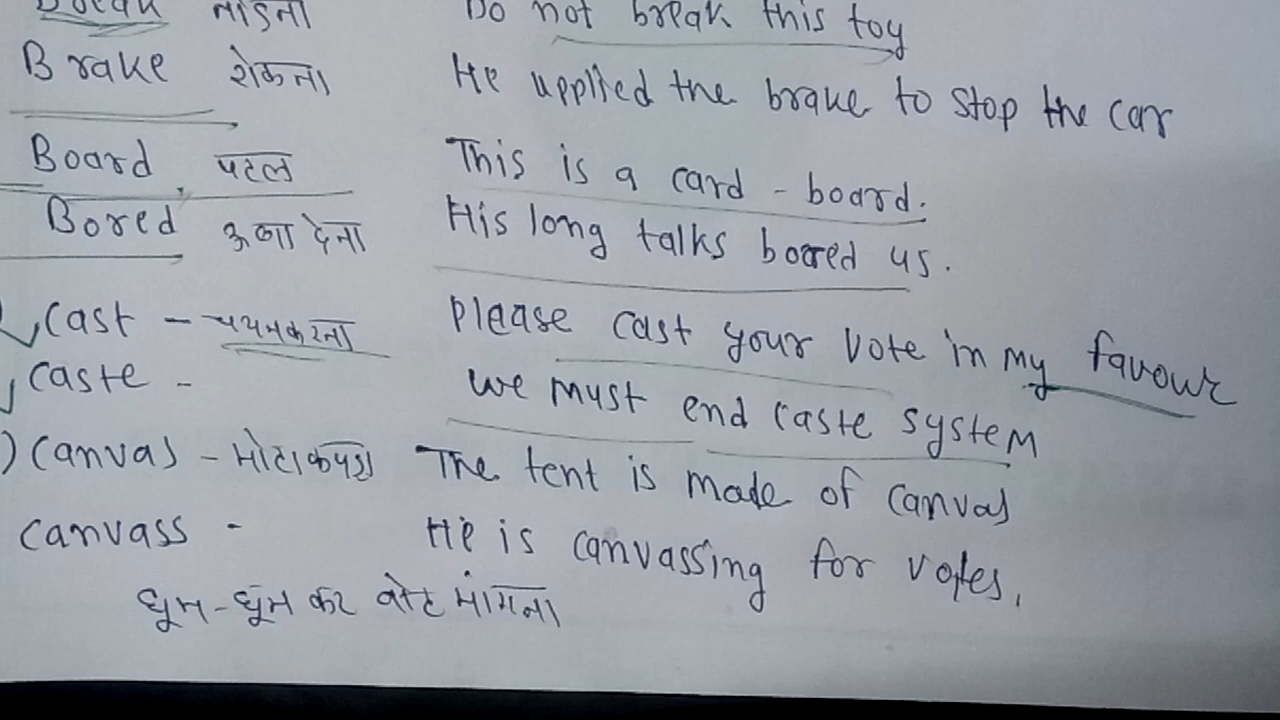 Break तोड़ना Do not break this toy
Brake रोकना He upplied the brake to stop the car
Board पटल This is a card - board.
Bored ऊबा देना His long talks bored us.
Cast - चयन करना Please cast your vote in my favour
Caste - we must end caste system
Canvas - मोटा कपड़ा The tent is made of canvas
canvass - He is canvassing for votes.
घूम-घूम कर वोट मांगना